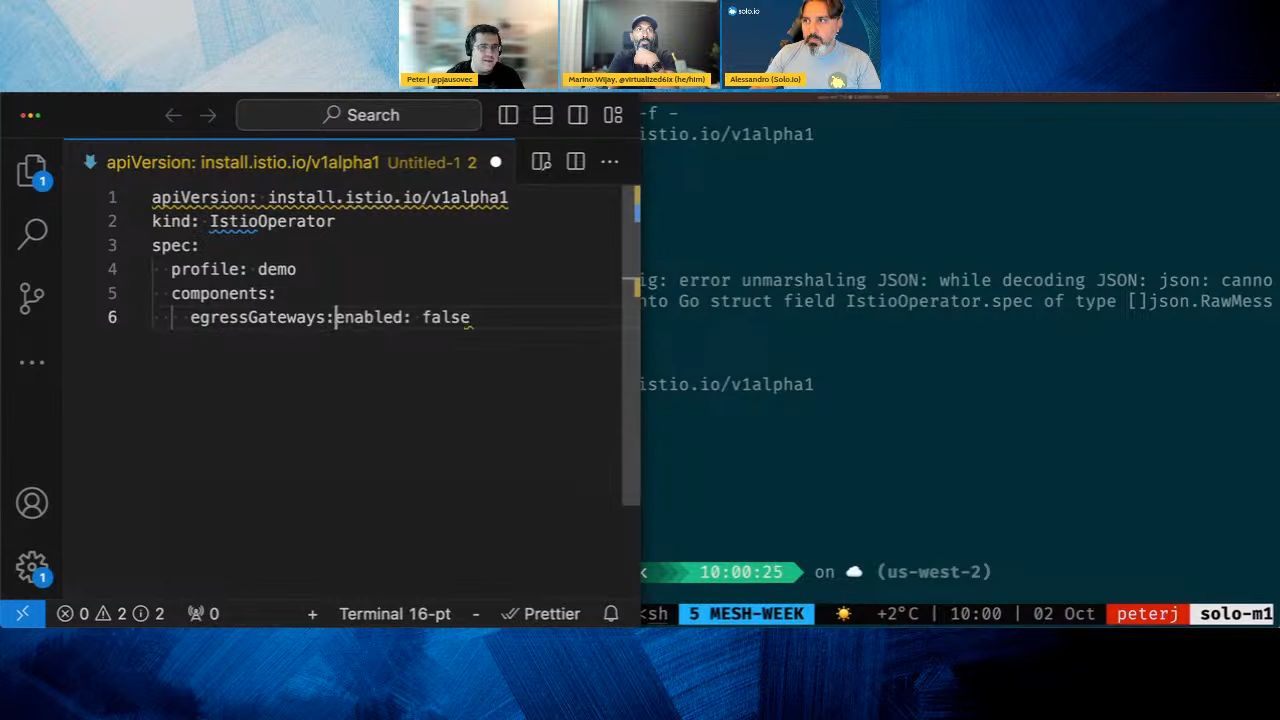 Peter | @pjausovec
Marino Wijay, @virtualized6ix (he/him)
solo.io
Alessandro (Solo.io)
Search
apiVersion: install.istio.io/v1alpha1 Untitled-1 2
1 apiVersion: install.istio.io/v1alpha1
2 kind: IstioOperator
3 spec:
4 profile: demo
5 components:
6 egressGateways:enabled: false
1
1
0 2 2 0 + Terminal 16-pt - Prettier
-f -
istio.io/v1alpha1
ig: error unmarshaling JSON: while decoding JSON: json: canno
nto Go struct field IstioOperator.spec of type []json.RawMess
istio.io/v1alpha1
10:00:25 on (us-west-2)
ksh 5 MESH-WEEK +2°C | 10:00 | 02 Oct peterj solo-m1